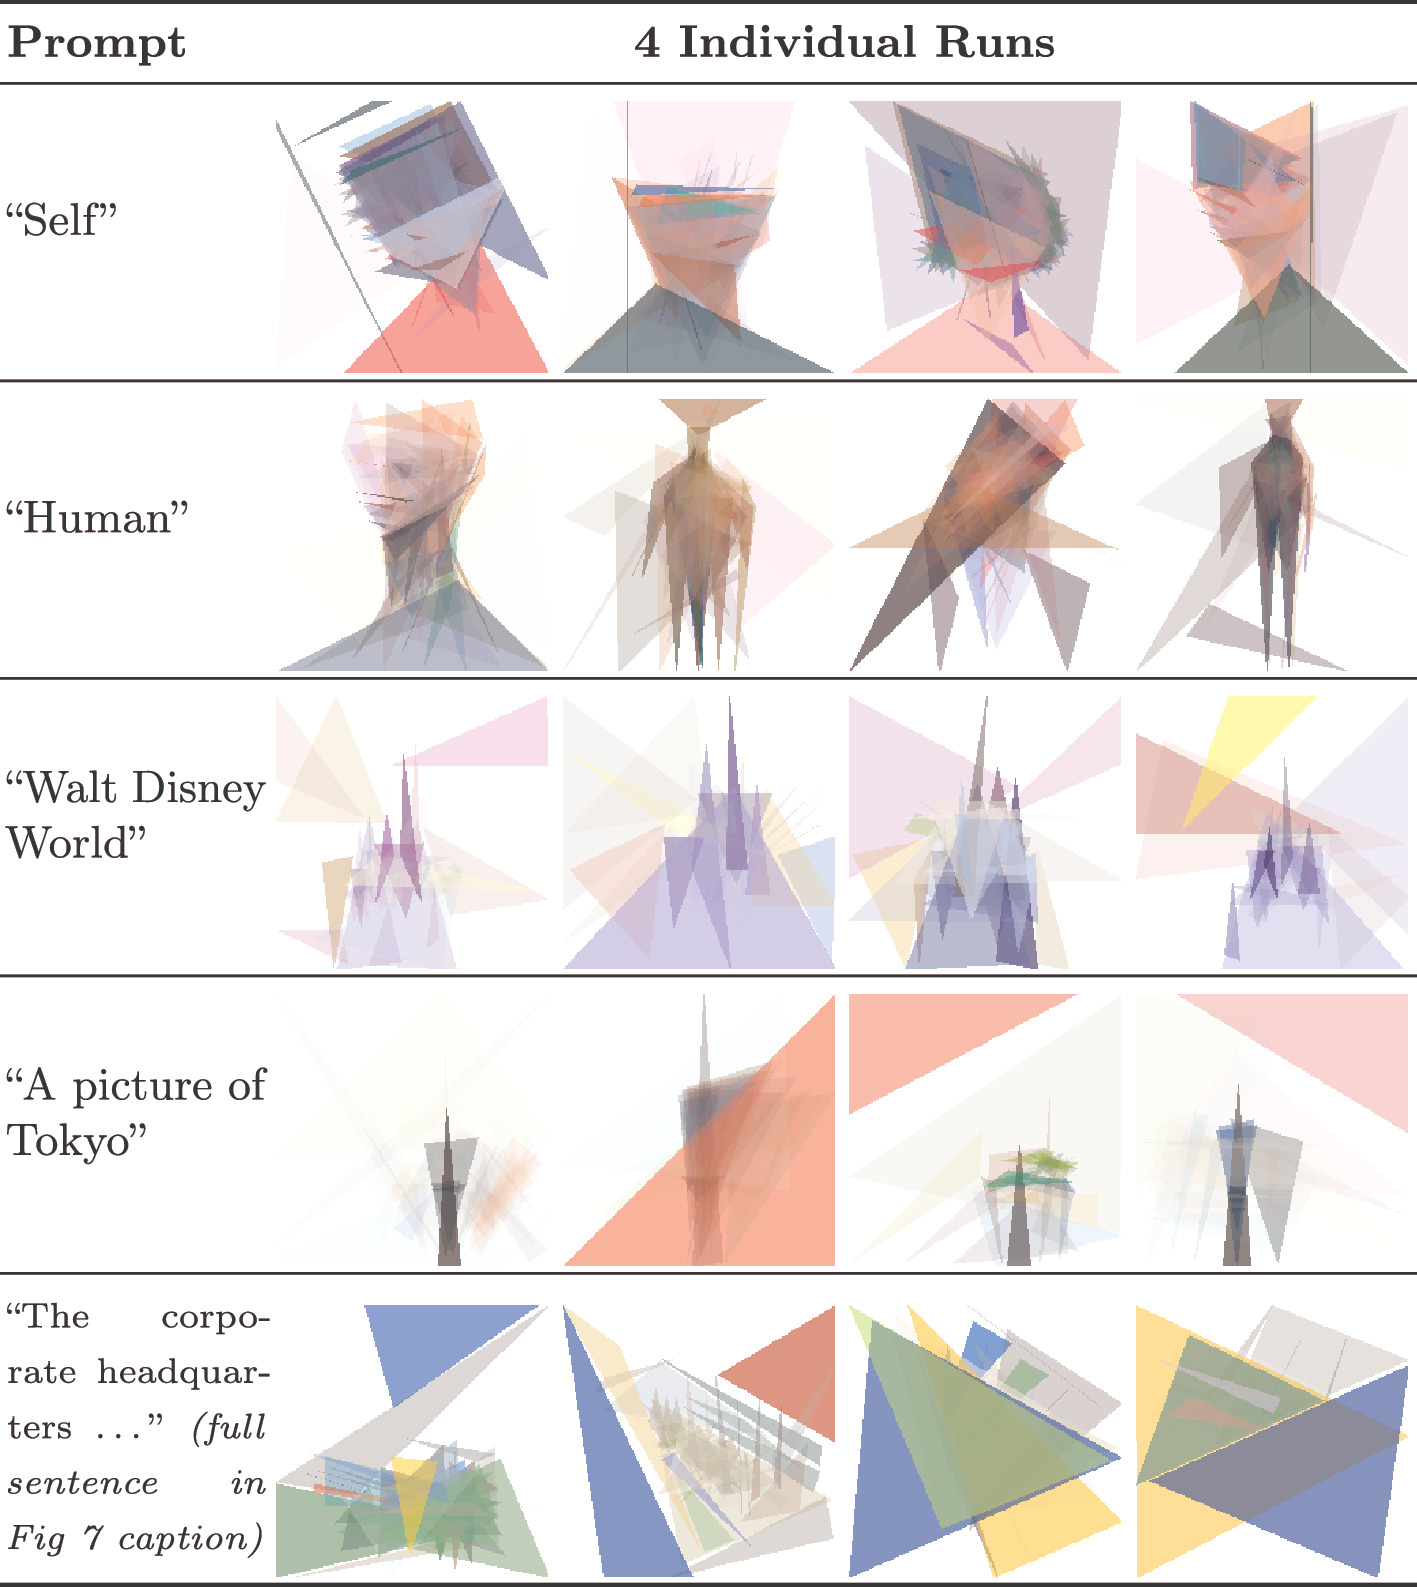 Prompt 4 Individual Runs
“Self”
“Human”
“Walt Disney
World”
“A picture of
Tokyo”
“The corpo-
rate headquar-
ters ...” (full
sentence in
Fig 7 caption)